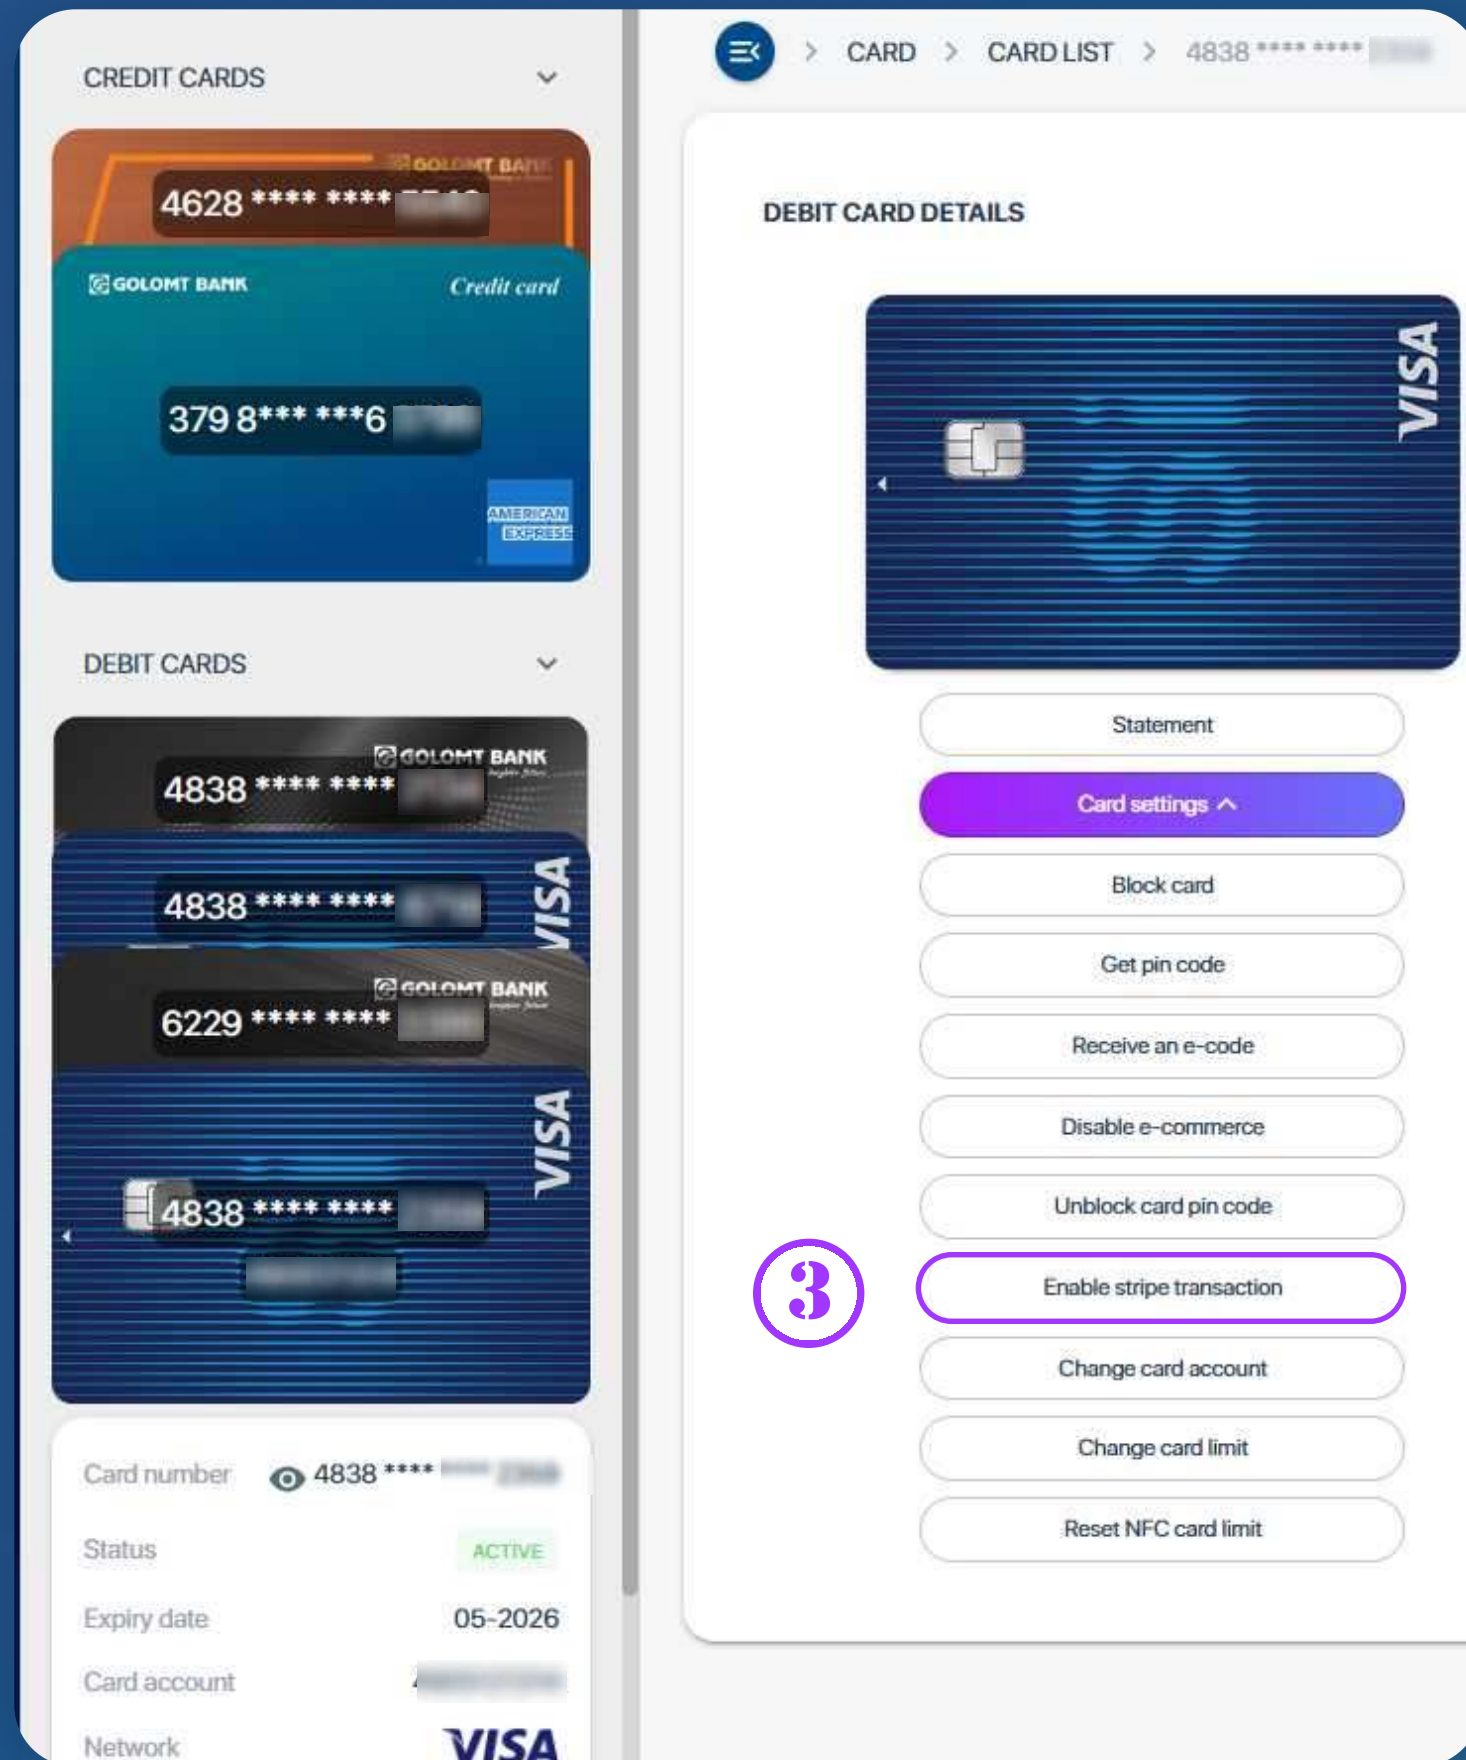 CREDIT CARDS
GOLOMT BANK
4628 **** ****
GOLOMT BANK
Credit card
379 8*** ***6
AMERICAN
EXPRESS
DEBIT CARDS
GOLOMT BANK
4838 **** ****
4838 **** ****
VISA
GOLOMT BANK
6229 **** ****
VISA
4838 **** ****
Card number 4838 ****
Status ACTIVE
Expiry date 05-2026
Card account
Network VISA
> CARD > CARD LIST > 4838 **** ****
DEBIT CARD DETAILS
VISA
Statement
Card settings
Block card
Get pin code
Receive an e-code
Disable e-commerce
Unblock card pin code
3
Enable stripe transaction
Change card account
Change card limit
Reset NFC card limit